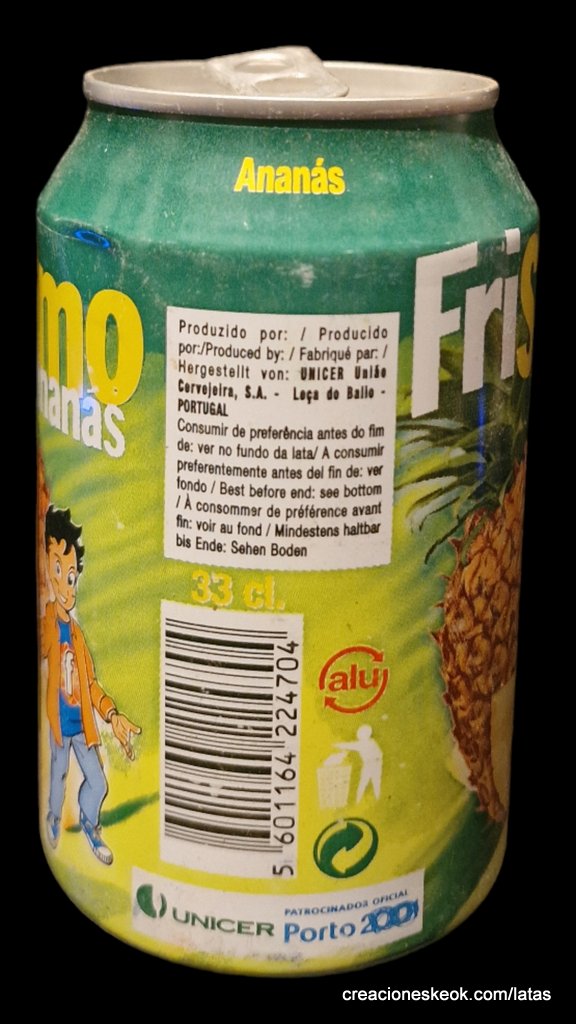 Ananás
mo
nanás
Fris
Produzido por: / Producido
por:/Produced by: / Fabriqué par: /
Hergestellt von: UNICER União
Cervejeira, S.A. - Leça do Balio -
PORTUGAL
Consumir de preferência antes do fim
de: ver no fundo da lata/ A consumir
preferentemente antes del fin de: ver
fondo / Best before end: see bottom
/ À consommer de préférence avant
fin: voir au fond / Mindestens haltbar
bis Ende: Sehen Boden
33 cl.
5 601164 224704
alu
f
UNICER
PATROCINADOR OFICIAL
Porto 2001
creacioneskeok.com/latas